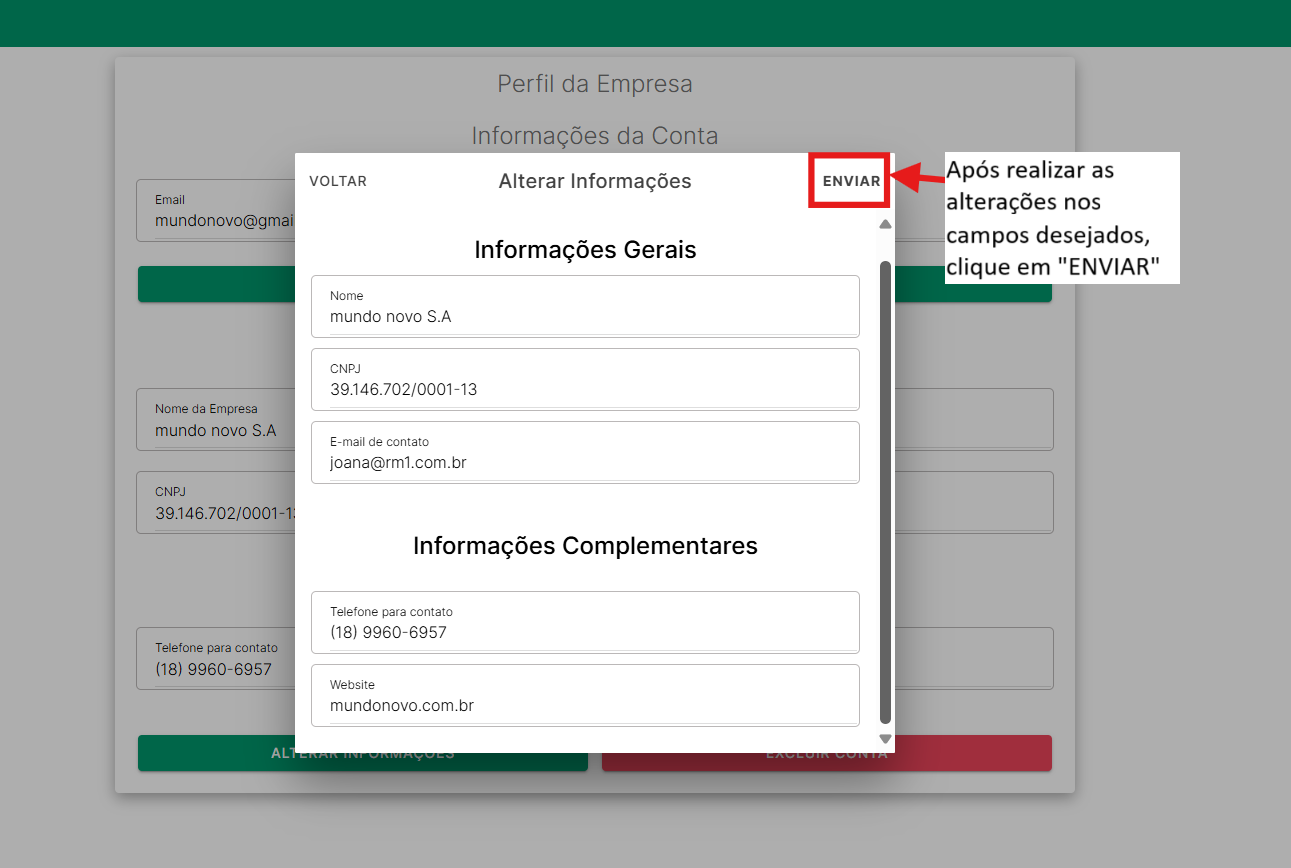 Perfil da Empresa
Informações da Conta
VOLTAR
Alterar Informações
ENVIAR
Após realizar as
alterações nos
campos desejados,
clique em "ENVIAR"
Email
mundonovo@gmai
Informações Gerais
Nome
mundo novo S.A
CNPJ
39.146.702/0001-13
E-mail de contato
joana@rm1.com.br
Nome da Empresa
mundo novo S.A
CNPJ
39.146.702/0001-13
Informações Complementares
Telefone para contato
(18) 9960-6957
Website
mundonovo.com.br
Telefone para contato
(18) 9960-6957
ALTERAR INFORMAÇÕES
EXCLUIR CONTA